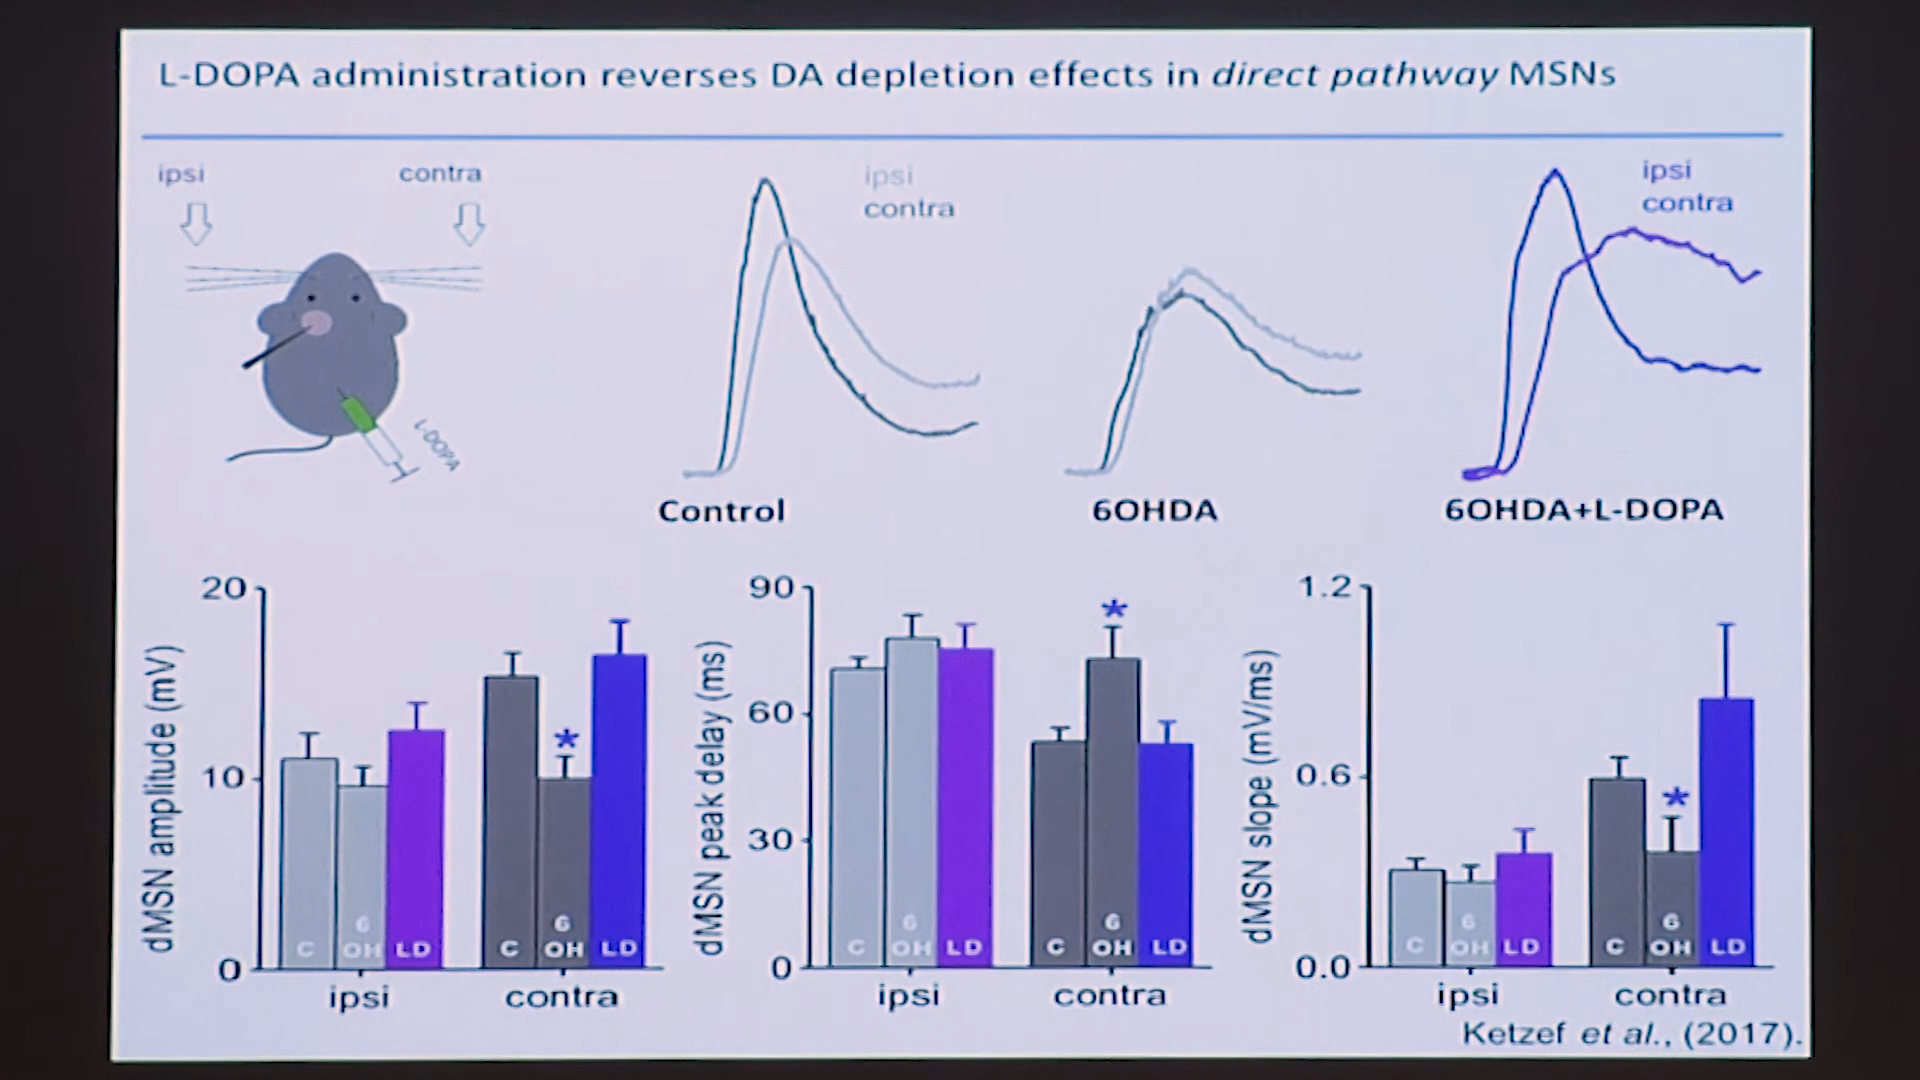 L-DOPA administration reverses DA depletion effects in direct pathway MSNs
ipsi
contra
L-DOPA
ipsi
contra
Control
6OHDA
ipsi
contra
6OHDA+L-DOPA
dMSN amplitude (mV)
20
10
0
C
6
OH
LD
C
6
OH
LD
ipsi
contra
dMSN peak delay (ms)
90
60
30
0
*
C
6
OH
LD
C
6
OH
LD
ipsi
contra
dMSN slope (mV/ms)
1.2
0.6
0.0
*
C
6
OH
LD
C
6
OH
LD
ipsi
contra
Ketzef et al., (2017).